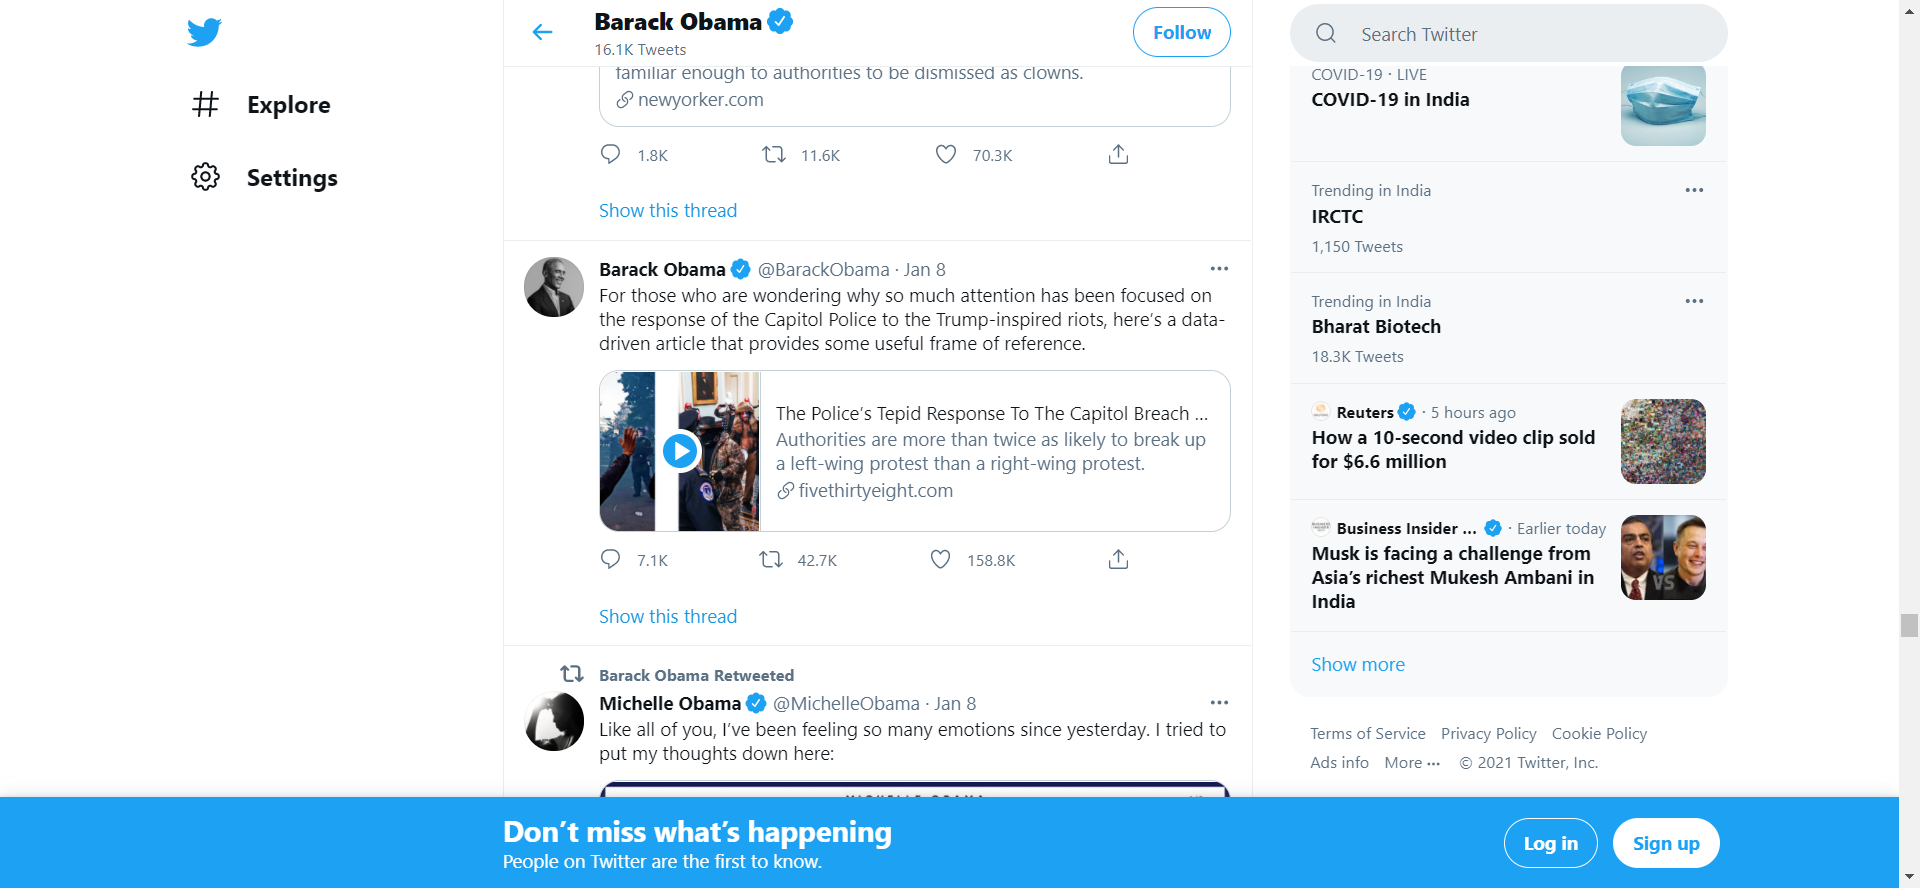 Explore
Settings
Barack Obama
16.1K Tweets
Follow
familiar enough to authorities to be dismissed as clowns.
newyorker.com
1.8K 11.6K 70.3K
Show this thread
Barack Obama @BarackObama · Jan 8
For those who are wondering why so much attention has been focused on
the response of the Capitol Police to the Trump-inspired riots, here’s a data-
driven article that provides some useful frame of reference.
The Police’s Tepid Response To The Capitol Breach ...
Authorities are more than twice as likely to break up
a left-wing protest than a right-wing protest.
fivethirtyeight.com
7.1K 42.7K 158.8K
Show this thread
Barack Obama Retweeted
Michelle Obama @MichelleObama · Jan 8
Like all of you, I’ve been feeling so many emotions since yesterday. I tried to
put my thoughts down here:
Search Twitter
COVID-19 · LIVE
COVID-19 in India
Trending in India
IRCTC
1,150 Tweets
Trending in India
Bharat Biotech
18.3K Tweets
Reuters · 5 hours ago
How a 10-second video clip sold
for $6.6 million
Business Insider ... · Earlier today
Musk is facing a challenge from
Asia’s richest Mukesh Ambani in
India
VS
Show more
Terms of Service Privacy Policy Cookie Policy
Ads info More ··· © 2021 Twitter, Inc.
Don’t miss what’s happening
People on Twitter are the first to know.
Log in
Sign up